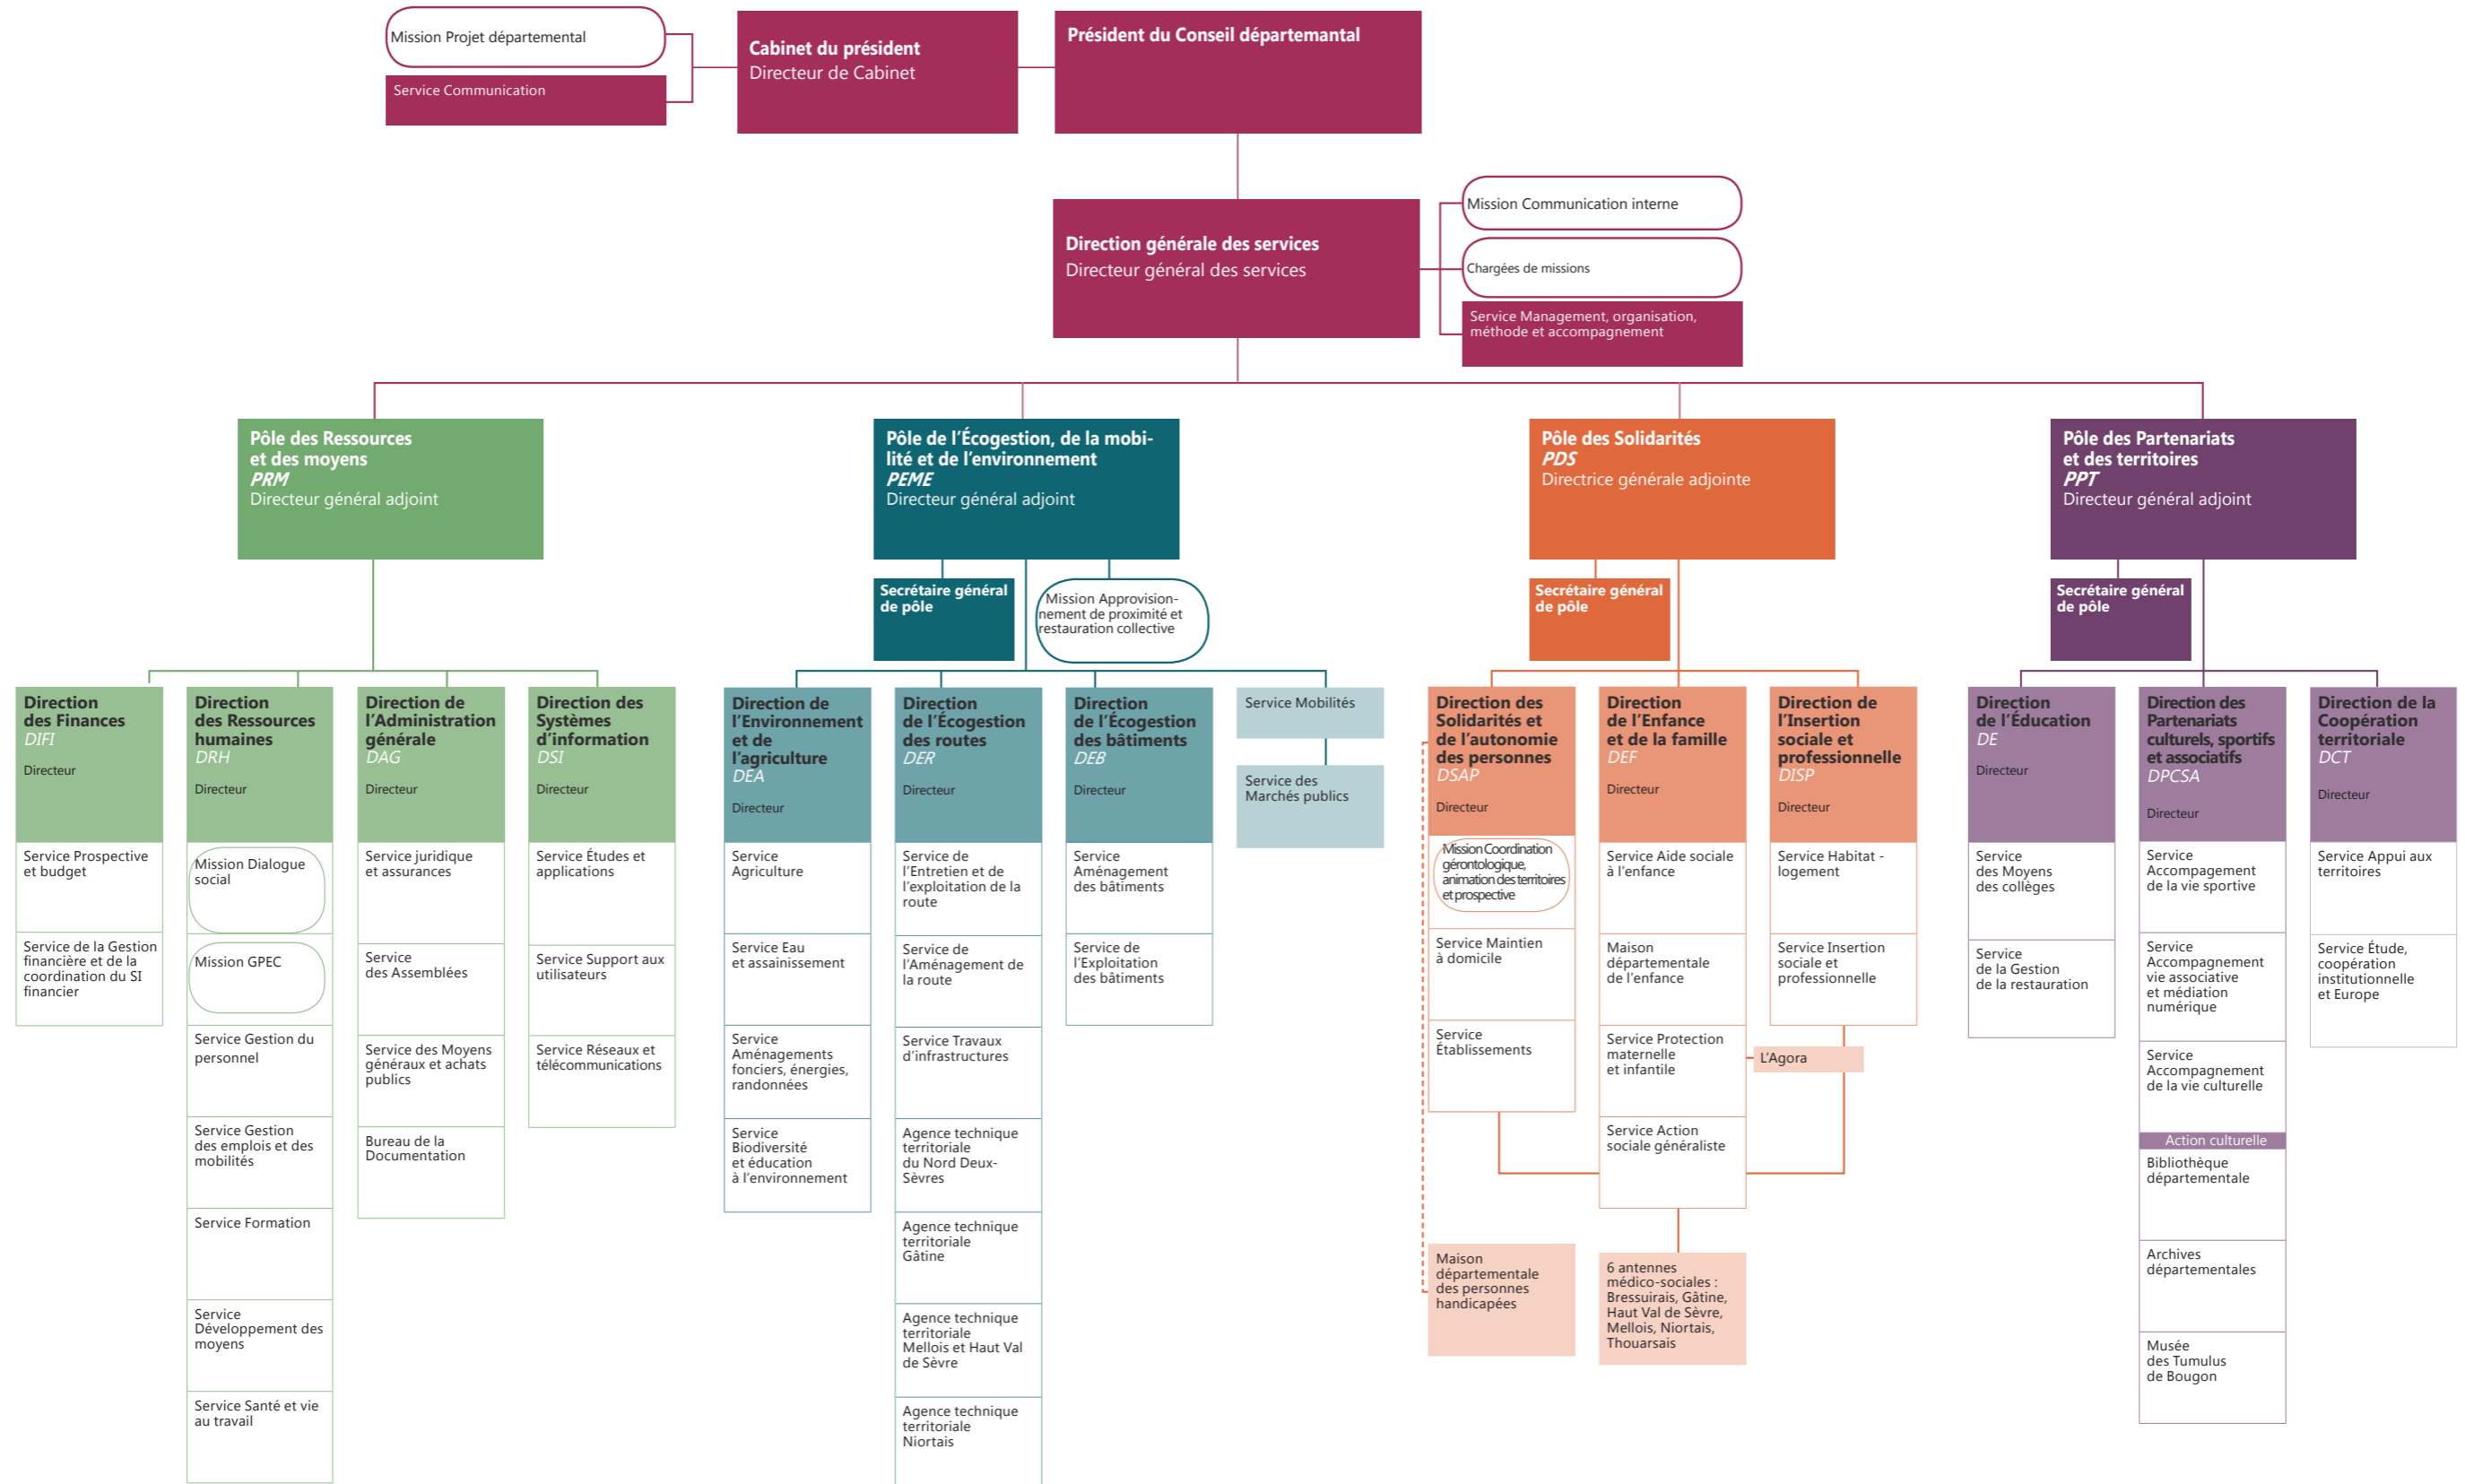 Mission Projet départemental
Service Communication
Cabinet du président
Directeur de Cabinet
Président du Conseil départemantal
Direction générale des services
Directeur général des services
Mission Communication interne
Chargées de missions
Service Management, organisation,
méthode et accompagnement
Pôle des Ressources
et des moyens
PRM
Directeur général adjoint
Pôle de l'Écogestion, de la mobi-
lité et de l'environnement
PEME
Directeur général adjoint
Pôle des Solidarités
PDS
Directrice générale adjointe
Pôle des Partenariats
et des territoires
PPT
Directeur général adjoint
Secrétaire général
de pôle
Mission Approvision-
nement de proximité et
restauration collective
Secrétaire général
de pôle
Secrétaire général
de pôle
Direction
des Finances
DIFI
Directeur
Service Prospective
et budget
Service de la Gestion
financière et de la
coordination du SI
financier
Direction
des Ressources
humaines
DRH
Directeur
Mission Dialogue
social
Mission GPEC
Service Gestion du
personnel
Service Gestion
des emplois et des
mobilités
Service Formation
Service
Développement des
moyens
Service Santé et vie
au travail
Direction de
l'Administration
générale
DAG
Directeur
Service juridique
et assurances
Service
des Assemblées
Service des Moyens
généraux et achats
publics
Bureau de la
Documentation
Direction des
Systèmes
d'information
DSI
Directeur
Service Études et
applications
Service Support aux
utilisateurs
Service Réseaux et
télécommunications
Direction de
l'Environnement
et de
l'agriculture
DEA
Directeur
Service
Agriculture
Service Eau
et assainissement
Service
Aménagements
fonciers, énergies,
randonnées
Service
Biodiversité
et éducation
à l'environnement
Direction
de l'Écogestion
des routes
DER
Directeur
Service de
l'Entretien et de
l'exploitation de la
route
Service de
l'Aménagement de
la route
Service Travaux
d'infrastructures
Agence technique
territoriale
du Nord Deux-
Sèvres
Agence technique
territoriale
Gâtine
Agence technique
territoriale
Mellois et Haut Val
de Sèvre
Agence technique
territoriale
Niortais
Direction
de l'Écogestion
des bâtiments
DEB
Directeur
Service
Aménagement
des bâtiments
Service de
l'Exploitation
des bâtiments
Service Mobilités
Service des
Marchés publics
Direction des
Solidarités et
de l'autonomie
des personnes
DSAP
Directeur
Mission Coordination
gérontologique,
animation des territoires
et prospective
Service Maintien
à domicile
Service
Établissements
Maison
départementale
des personnes
handicapées
Direction
de l'Enfance
et de la famille
DEF
Directeur
Service Aide sociale
à l'enfance
Maison
départementale
de l'enfance
Service Protection
maternelle
et infantile
L'Agora
Service Action
sociale généraliste
6 antennes
médico-sociales :
Bressuirais, Gâtine,
Haut Val de Sèvre,
Mellois, Niortais,
Thouarsais
Direction de
l'Insertion
sociale et
professionnelle
DISP
Directeur
Service Habitat -
logement
Service Insertion
sociale et
professionnelle
Direction
de l'Éducation
DE
Directeur
Service
des Moyens
des collèges
Service
de la Gestion
de la restauration
Direction des
Partenariats
culturels, sportifs
et associatifs
DPCSA
Directeur
Service
Accompagement
de la vie sportive
Service
Accompagnement
vie associative
et médiation
numérique
Service
Accompagnement
de la vie culturelle
Action culturelle
Bibliothèque
départementale
Archives
départementales
Musée
des Tumulus
de Bougon
Direction de la
Coopération
territoriale
DCT
Directeur
Service Appui aux
territoires
Service Étude,
coopération
institutionnelle
et Europe